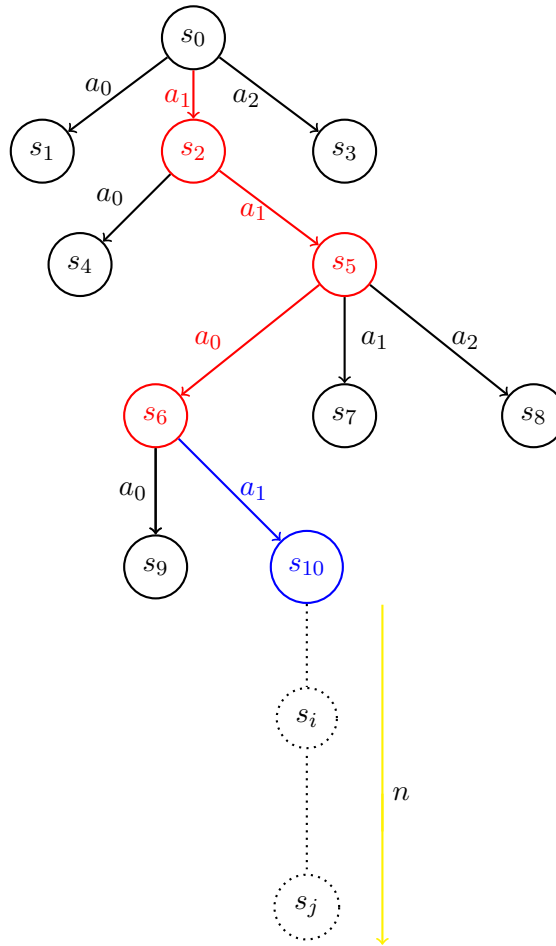 s₀
a₀ a₁ a₂
s₁ s₂ s₃
a₀ a₁
s₄ s₅
a₀ a₁ a₂
s₆ s₇ s₈
a₀ a₁
s₉ s₁₀
sᵢ
n
sⱼ